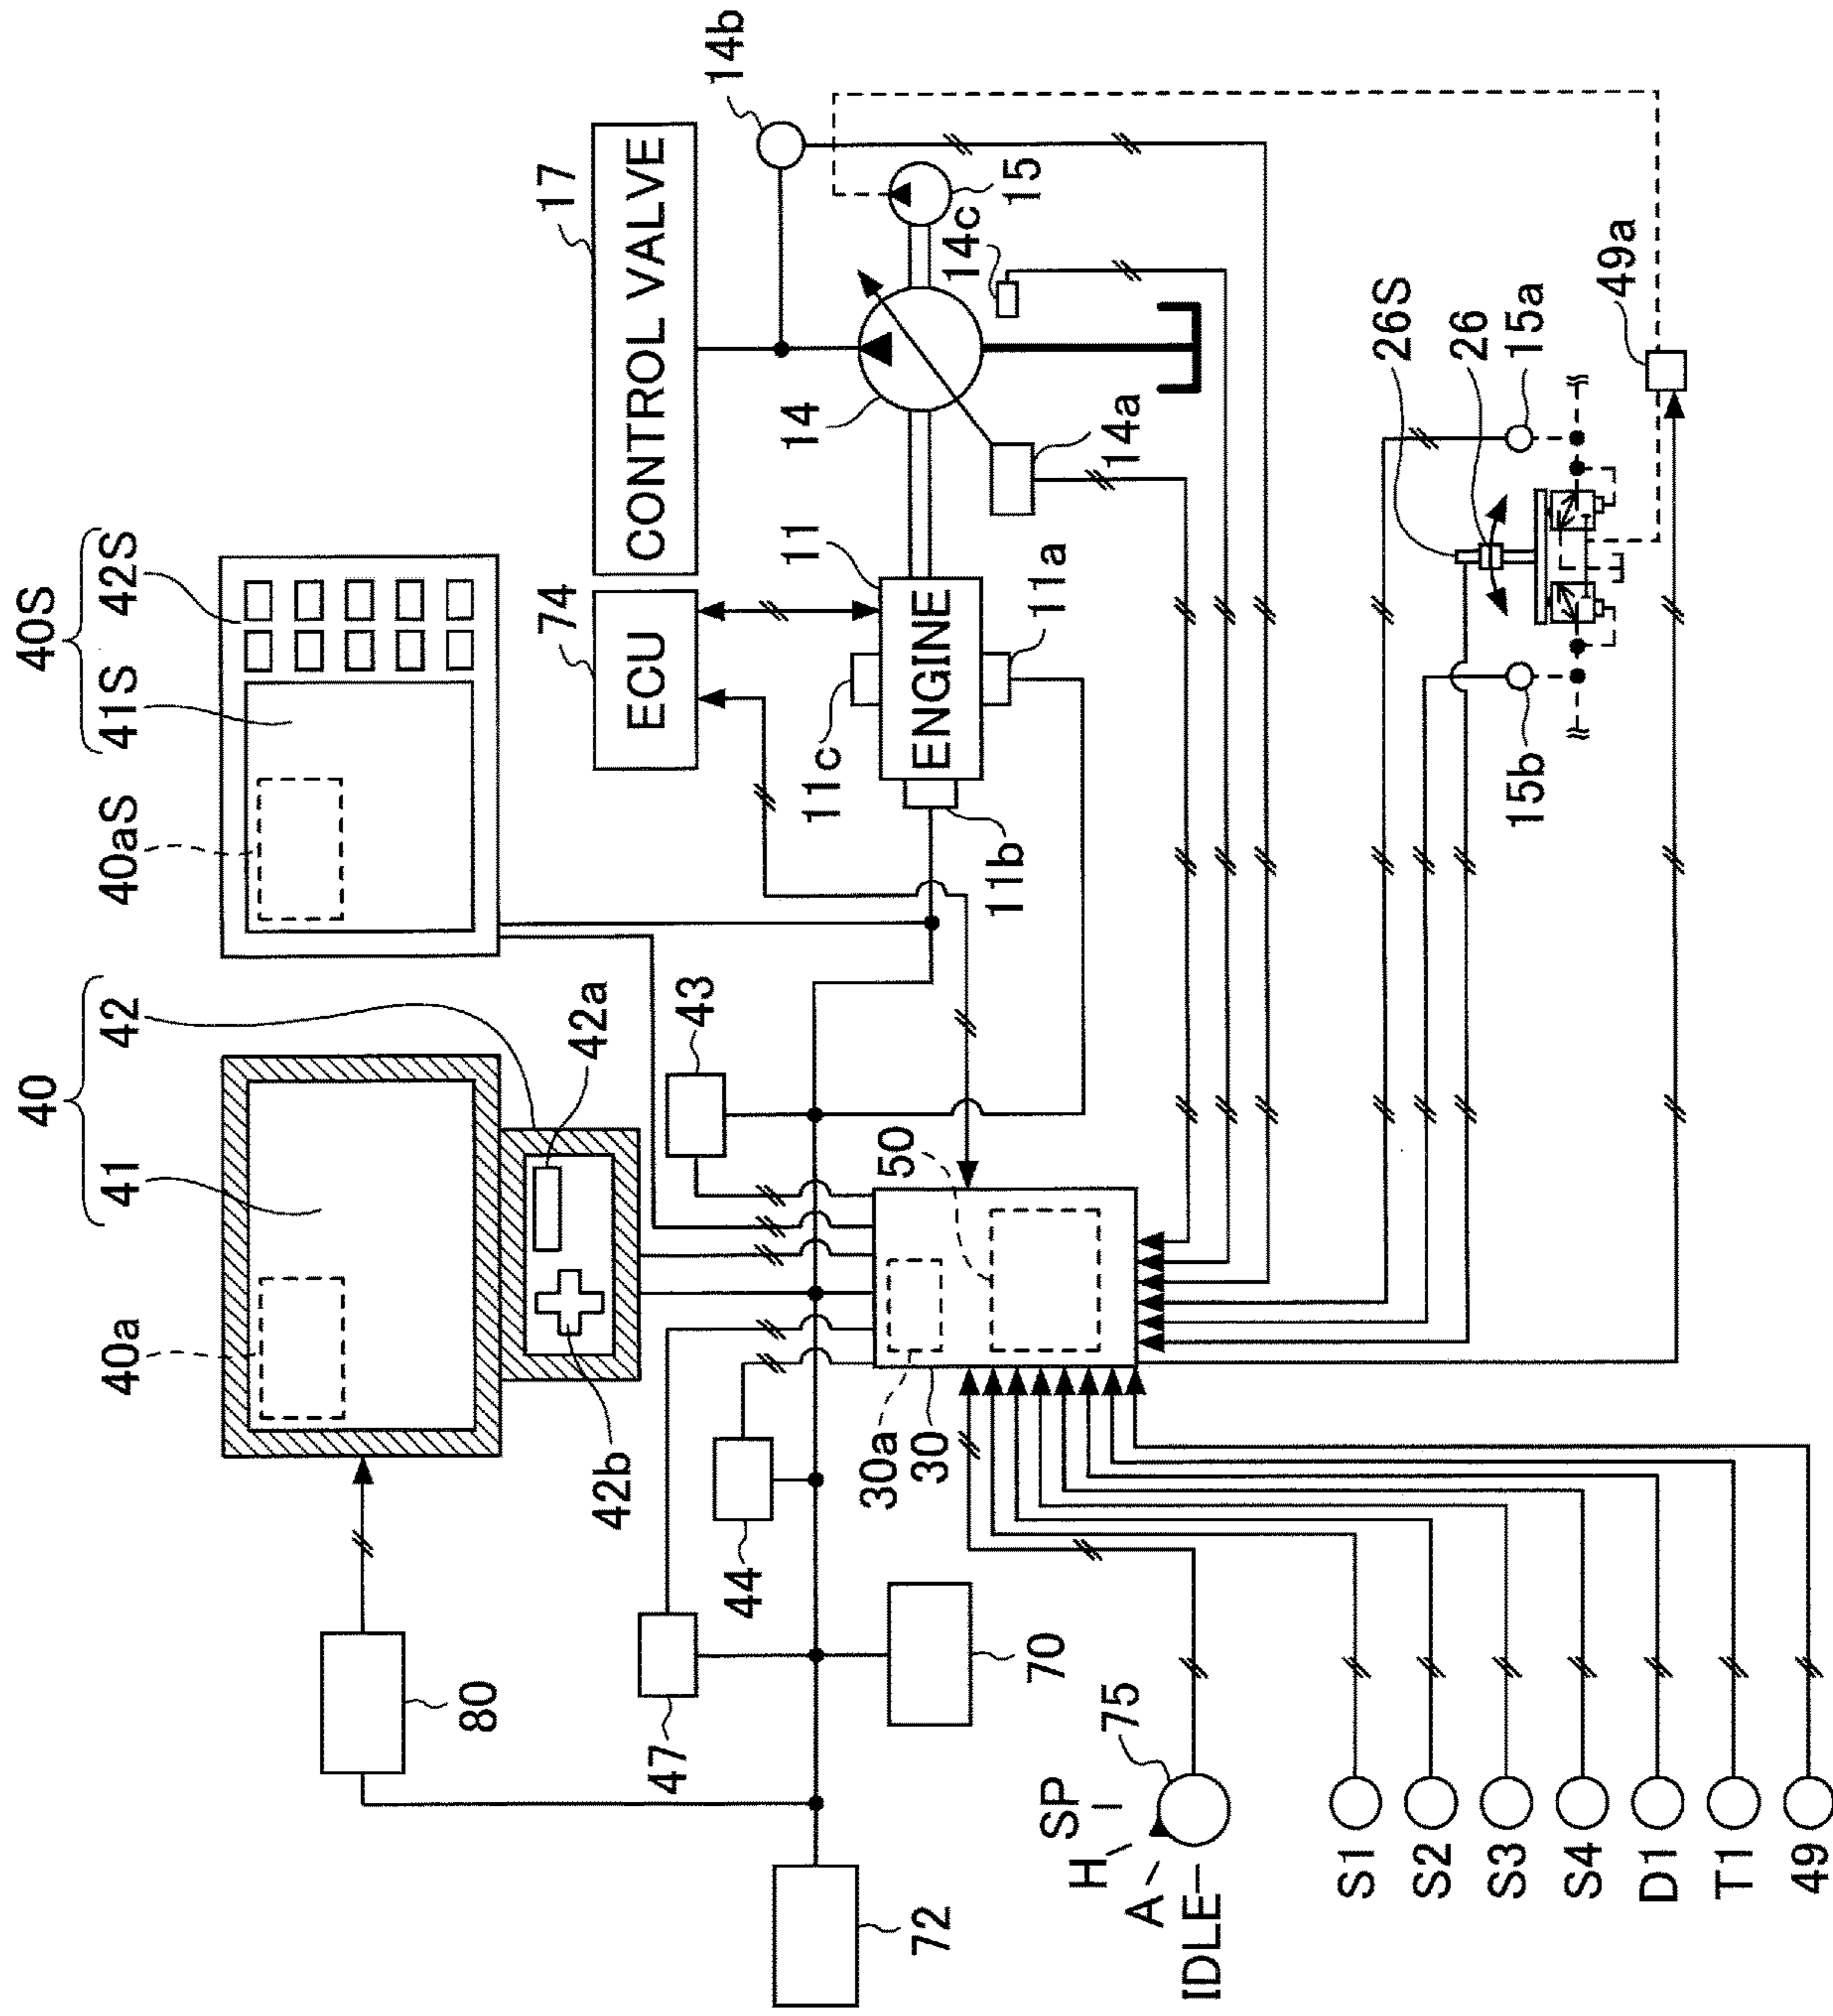 40
41
42
40S
41S
42S
40a
40aS
42a
42b
17
CONTROL VALVE
14b
74
ECU
80
43
47
44
11
ENGINE
11c
11a
11b
14
14a
14c
15
72
70
30a
30
50
SP
H
A
IDLE
75
26S
26
15a
15b
49a
S1
S2
S3
S4
D1
T1
49